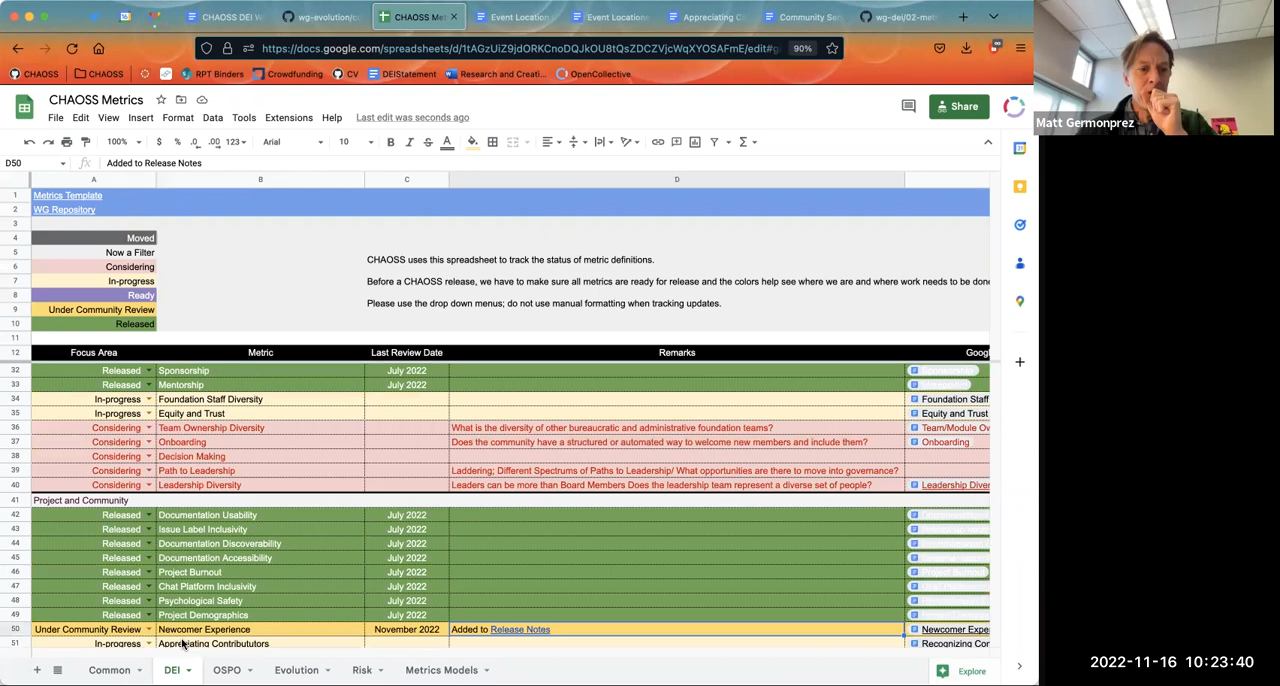 CHAOSS DEI W
wg-evolution/co
CHAOSS Met
Event Location
Event Locations
Appreciating C
Community Ser
wg-dei/02-met
https://docs.google.com/spreadsheets/d/1tAGzUiZ9jdORKCnoDQJkOU8tQsZDCZVjcWqXYOSAFmE/edit#g
90%
CHAOSS
CHAOSS
RPT Binders
Crowdfunding
CV
DEIStatement
Research and Creati...
OpenCollective
CHAOSS Metrics
File Edit View Insert Format Data Tools Extensions Help Last edit was seconds ago
Share
Matt Germonprez
100% $ % .0 .00 123 Arial 10 B I S A
D50 fx Added to Release Notes
A B C D
1 Metrics Template
2 WG Repository
3
4 Moved
5 Now a Filter
CHAOSS uses this spreadsheet to track the status of metric definitions.
6 Considering
7 In-progress
Before a CHAOSS release, we have to make sure all metrics are ready for release and the colors help see where we are and where work needs to be done
8 Ready
Please use the drop down menus; do not use manual formatting when tracking updates.
9 Under Community Review
10 Released
11
12 Focus Area Metric Last Review Date Remarks Googl
32 Released Sponsorship July 2022 Sponsorship
33 Released Mentorship July 2022 Mentorship
34 In-progress Foundation Staff Diversity Foundation Staff
35 In-progress Equity and Trust Equity and Trust
36 Considering Team Ownership Diversity What is the diversity of other bureaucratic and administrative foundation teams? Team/Module Ow
37 Considering Onboarding Does the community have a structured or automated way to welcome new members and include them? Onboarding
38 Considering Decision Making
39 Considering Path to Leadership Laddering; Different Spectrums of Paths to Leadership/ What opportunities are there to move into governance?
40 Considering Leadership Diversity Leaders can be more than Board Members Does the leadership team represent a diverse set of people? Leadership Diver
41 Project and Community
42 Released Documentation Usability July 2022
43 Released Issue Label Inclusivity July 2022
44 Released Documentation Discoverability July 2022
45 Released Documentation Accessibility July 2022
46 Released Project Burnout July 2022 Project Burnout
47 Released Chat Platform Inclusivity July 2022
48 Released Psychological Safety July 2022
49 Released Project Demographics July 2022
50 Under Community Review Newcomer Experience November 2022 Added to Release Notes Newcomer Expe
51 In-progress Appreciating Contributors Recognizing Con
Common DEI OSPO Evolution Risk Metrics Models Explore
2022-11-16 10:23:40